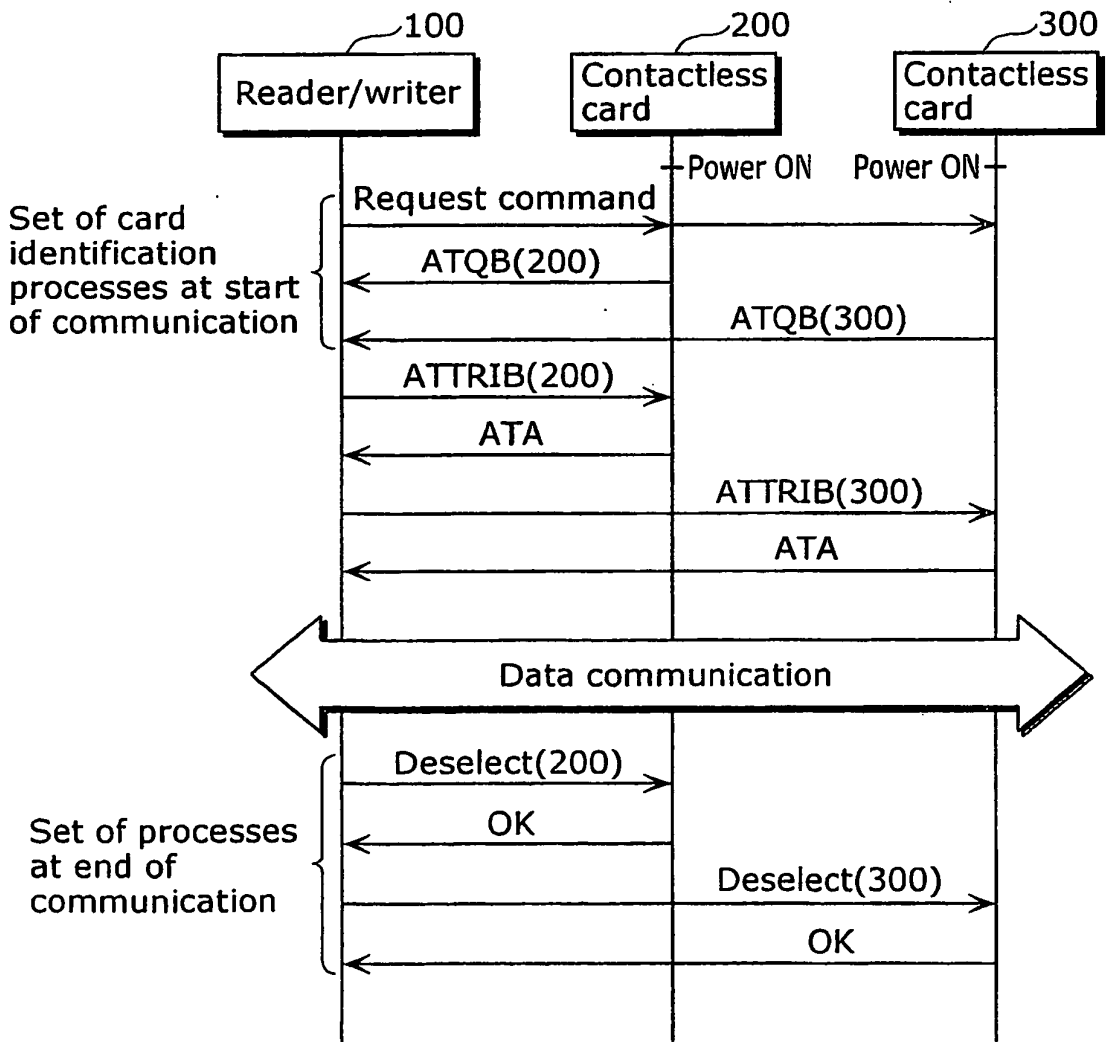 100
200
300
Reader/writer
Contactless
card
Contactless
card
Power ON
Power ON
Set of card
identification
processes at start
of communication
Request command
ATQB(200)
ATQB(300)
ATTRIB(200)
ATA
ATTRIB(300)
ATA
Data communication
Set of processes
at end of
communication
Deselect(200)
OK
Deselect(300)
OK